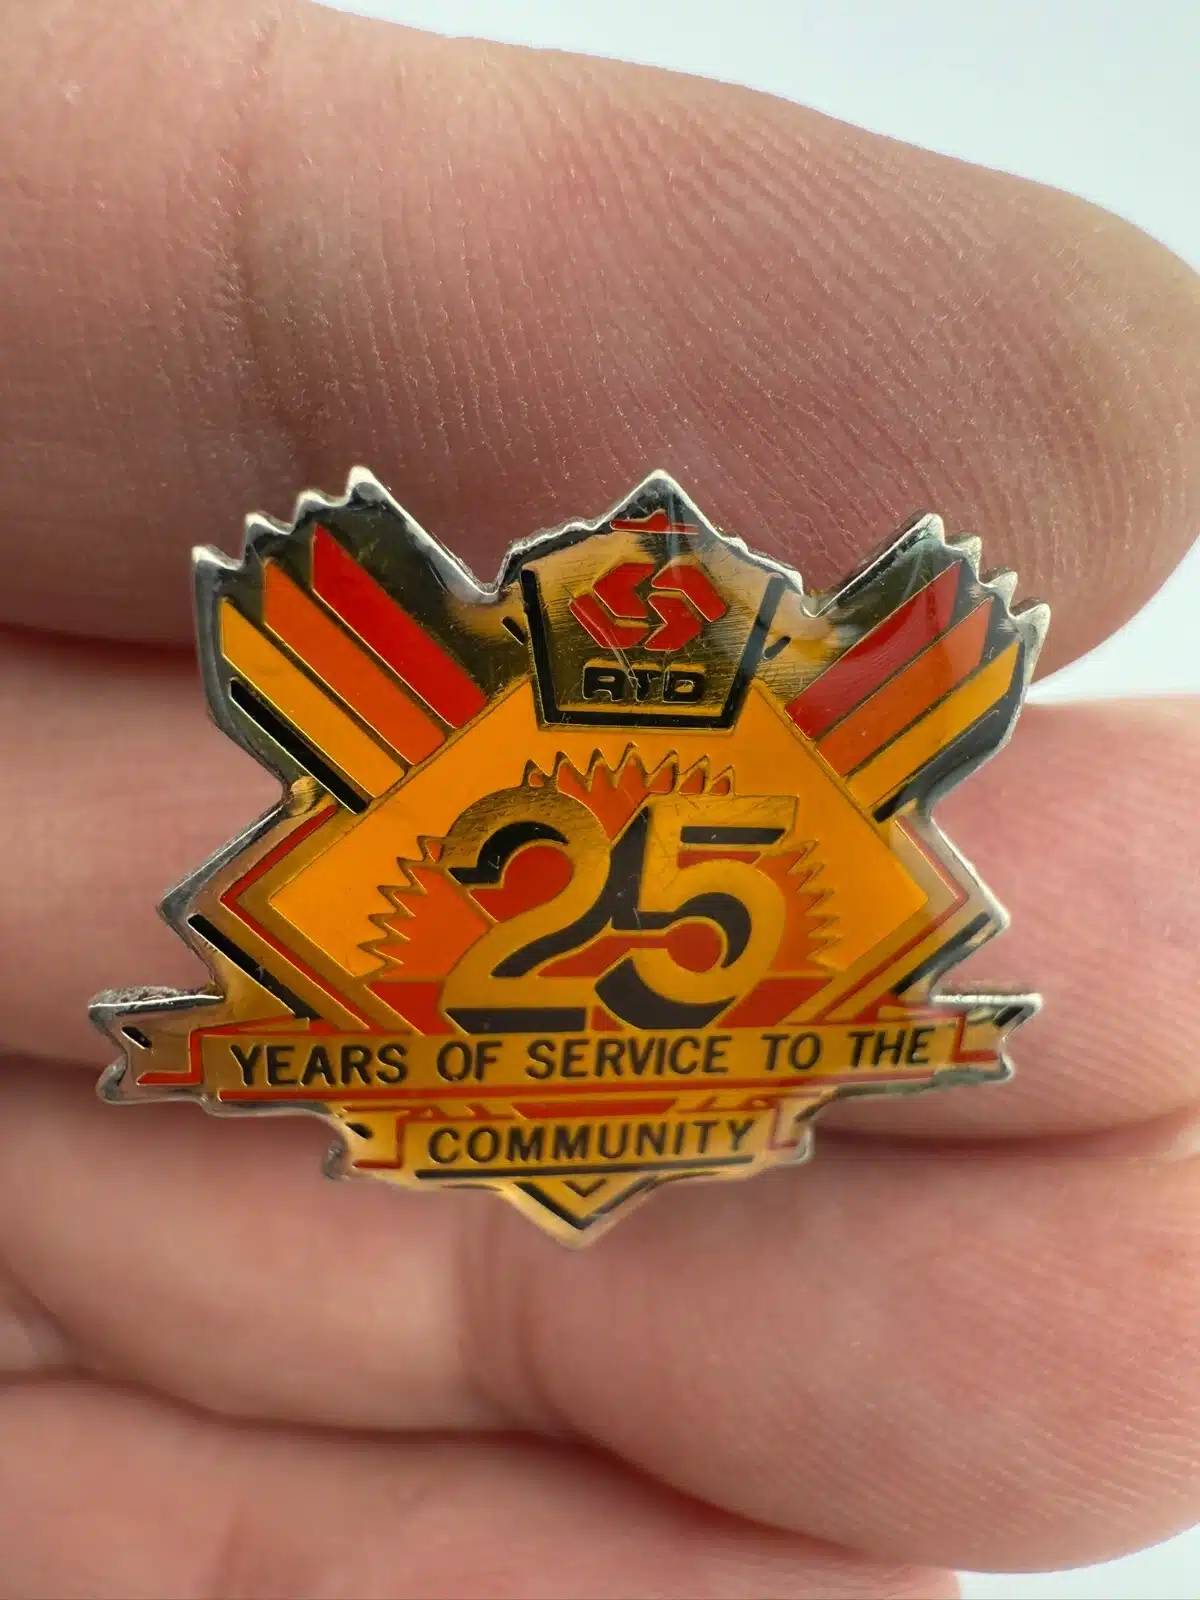 RTD
25
YEARS OF SERVICE TO THE
COMMUNITY